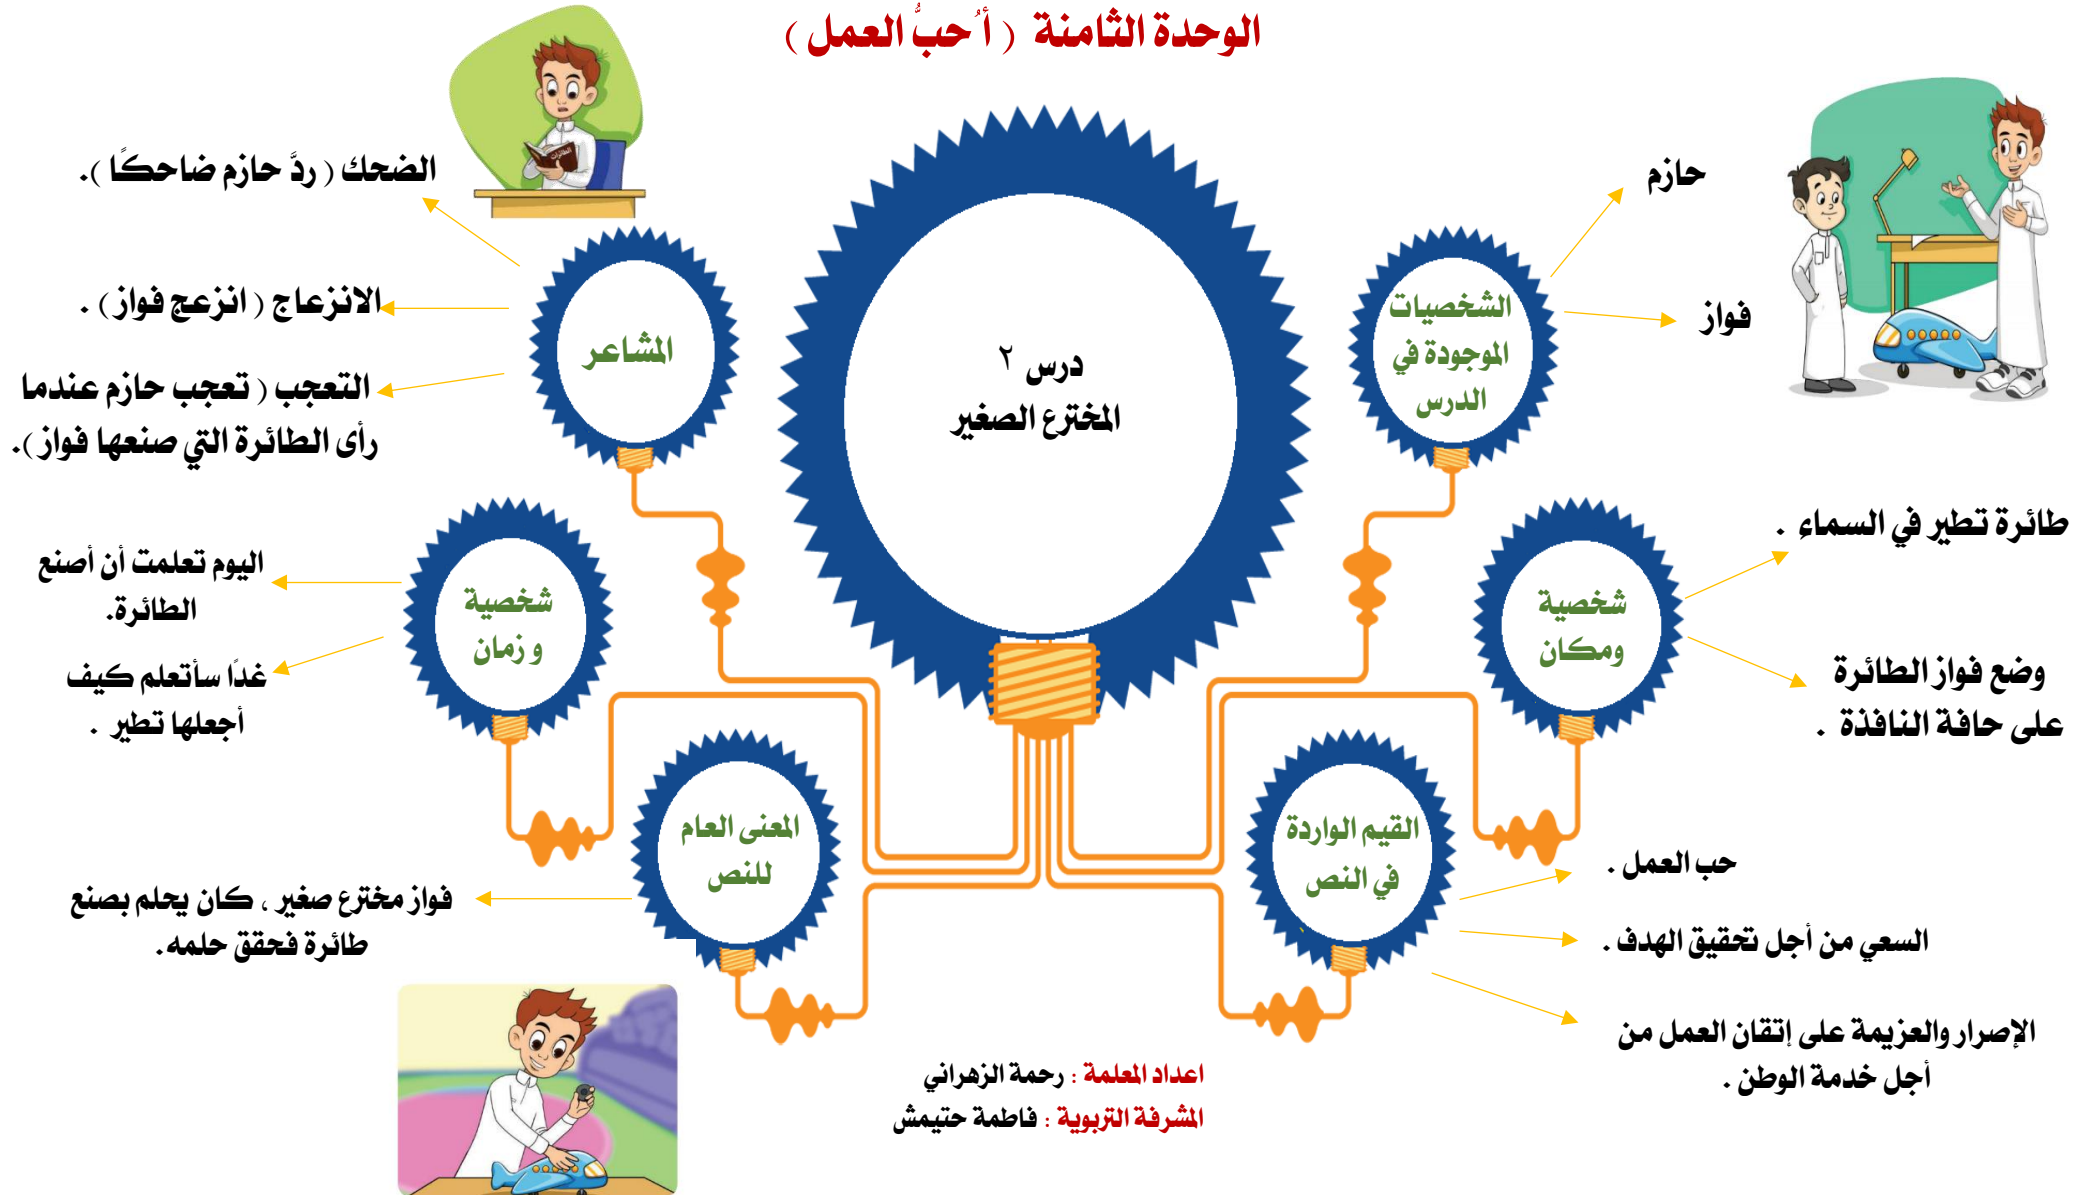 الوحدة الثامنة ( أُحبُّ العمل )
درس ٢
المخترع الصغير
الشخصيات
الموجودة في
الدرس
حازم
فواز
شخصية
ومكان
طائرة تطير في السماء .
وضع فواز الطائرة
على حافة النافذة .
القيم الواردة
في النص
حب العمل .
السعي من أجل تحقيق الهدف .
الإصرار والعزيمة على إتقان العمل من
أجل خدمة الوطن .
المشاعر
الضحك ( ردَّ حازم ضاحكًا ).
الانزعاج ( انزعج فواز ) .
التعجب ( تعجب حازم عندما
رأى الطائرة التي صنعها فواز ).
شخصية
و زمان
اليوم تعلمت أن أصنع
الطائرة.
غدًا سأتعلم كيف
أجعلها تطير .
المعنى العام
للنص
فواز مخترع صغير ، كان يحلم بصنع
طائرة فحقق حلمه.
الطائرات
اعداد المعلمة : رحمة الزهراني
المشرفة التربوية : فاطمة حتيمش